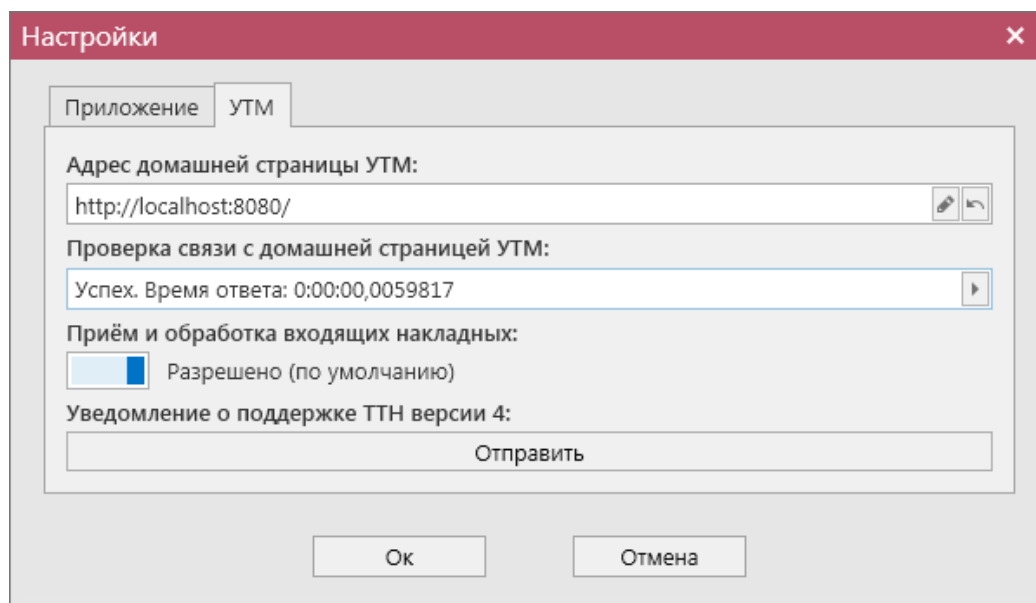 Настройки
Приложение УТМ
Адрес домашней страницы УТМ:
http://localhost:8080/
Проверка связи с домашней страницей УТМ:
Успех. Время ответа: 0:00:00,0059817
Приём и обработка входящих накладных:
Разрешено (по умолчанию)
Уведомление о поддержке ТТН версии 4:
Отправить
Ок Отмена